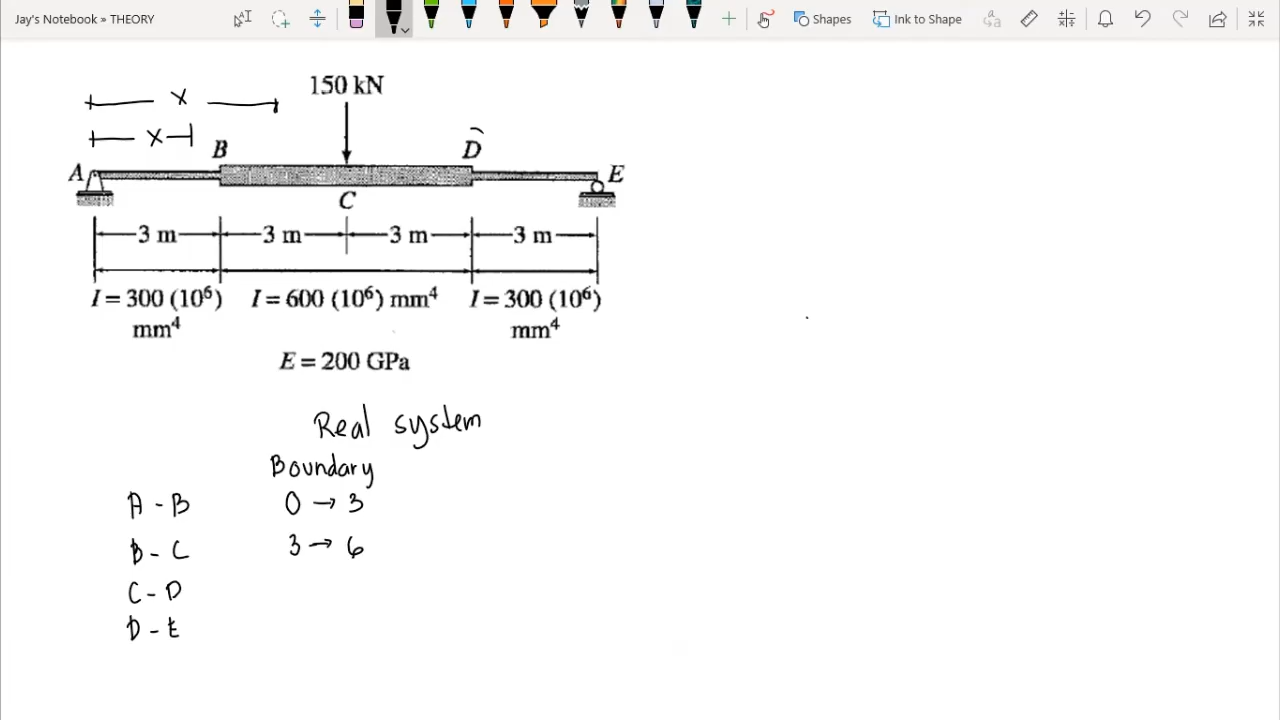 Jay's Notebook » THEORY
Shapes
Ink to Shape
150 kN
x
x
B
D
A
E
C
3 m
3 m
3 m
3 m
I = 300 (10⁶) mm⁴
I = 600 (10⁶) mm⁴
I = 300 (10⁶) mm⁴
E = 200 GPa
Real system
Boundary
A - B 0 → 3
B - C 3 → 6
C - D
D - E